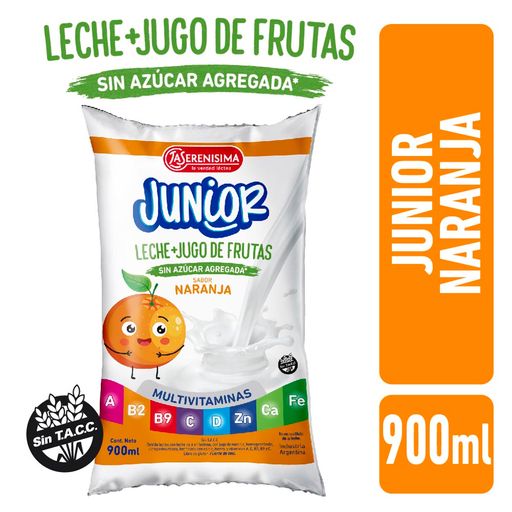 LECHE+JUGO DE FRUTAS
SIN AZÚCAR AGREGADA*
LA SERENISIMA
la verdad láctea
JUNIOR
LECHE+JUGO DE FRUTAS
SIN AZÚCAR AGREGADA*
SABOR
NARANJA
MULTIVITAMINAS
A B2 B9 C D Zn Ca Fe
Sin T.A.C.C.
Cont. Neto
900ml
Sin T.A.C.C.
Industria
Argentina
JUNIOR
NARANJA
900ml